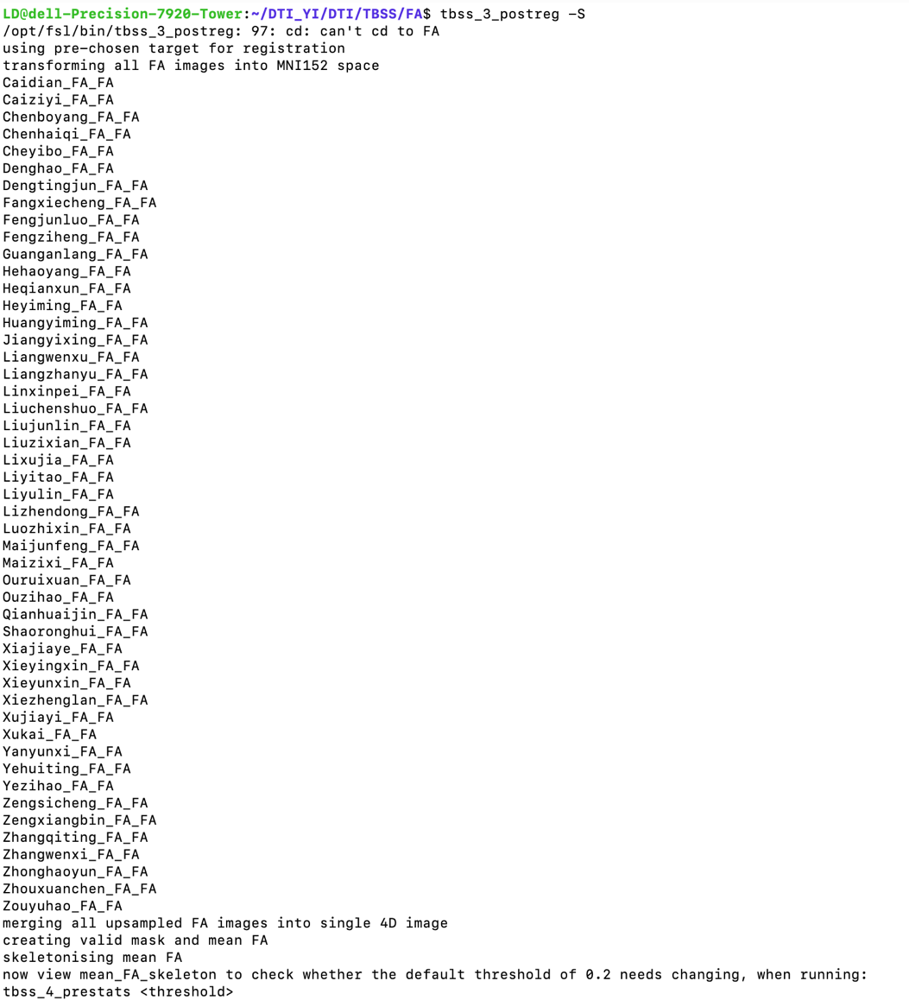 LD@dell-Precision-7920-Tower:~/DTI_YI/DTI/TBSS/FA$ tbss_3_postreg -S
/opt/fsl/bin/tbss_3_postreg: 97: cd: can't cd to FA
using pre-chosen target for registration
transforming all FA images into MNI152 space
Caidian_FA_FA
Caiziyi_FA_FA
Chenboyang_FA_FA
Chenhaiqi_FA_FA
Cheyibo_FA_FA
Denghao_FA_FA
Dengtingjun_FA_FA
Fangxiecheng_FA_FA
Fengjunluo_FA_FA
Fengziheng_FA_FA
Guanganlang_FA_FA
Hehaoyang_FA_FA
Heqianxun_FA_FA
Heyiming_FA_FA
Huangyiming_FA_FA
Jiangyixing_FA_FA
Liangwenxu_FA_FA
Liangzhanyu_FA_FA
Linxinpei_FA_FA
Liuchenshuo_FA_FA
Liujunlin_FA_FA
Liuzixian_FA_FA
Lixujia_FA_FA
Liyitao_FA_FA
Liyulin_FA_FA
Lizhendong_FA_FA
Luozhixin_FA_FA
Maijunfeng_FA_FA
Maizixi_FA_FA
Ouruixuan_FA_FA
Ouzihao_FA_FA
Qianhuaijin_FA_FA
Shaoronghui_FA_FA
Xiajiaye_FA_FA
Xieyingxin_FA_FA
Xieyunxin_FA_FA
Xiezhenglan_FA_FA
Xujiayi_FA_FA
Xukai_FA_FA
Yanyunxi_FA_FA
Yehuiting_FA_FA
Yezihao_FA_FA
Zengsicheng_FA_FA
Zengxiangbin_FA_FA
Zhangqiting_FA_FA
Zhangwenxi_FA_FA
Zhonghaoyun_FA_FA
Zhouxuanchen_FA_FA
Zouyuhao_FA_FA
merging all upsampled FA images into single 4D image
creating valid mask and mean FA
skeletonising mean FA
now view mean_FA_skeleton to check whether the default threshold of 0.2 needs changing, when running:
tbss_4_prestats <threshold>